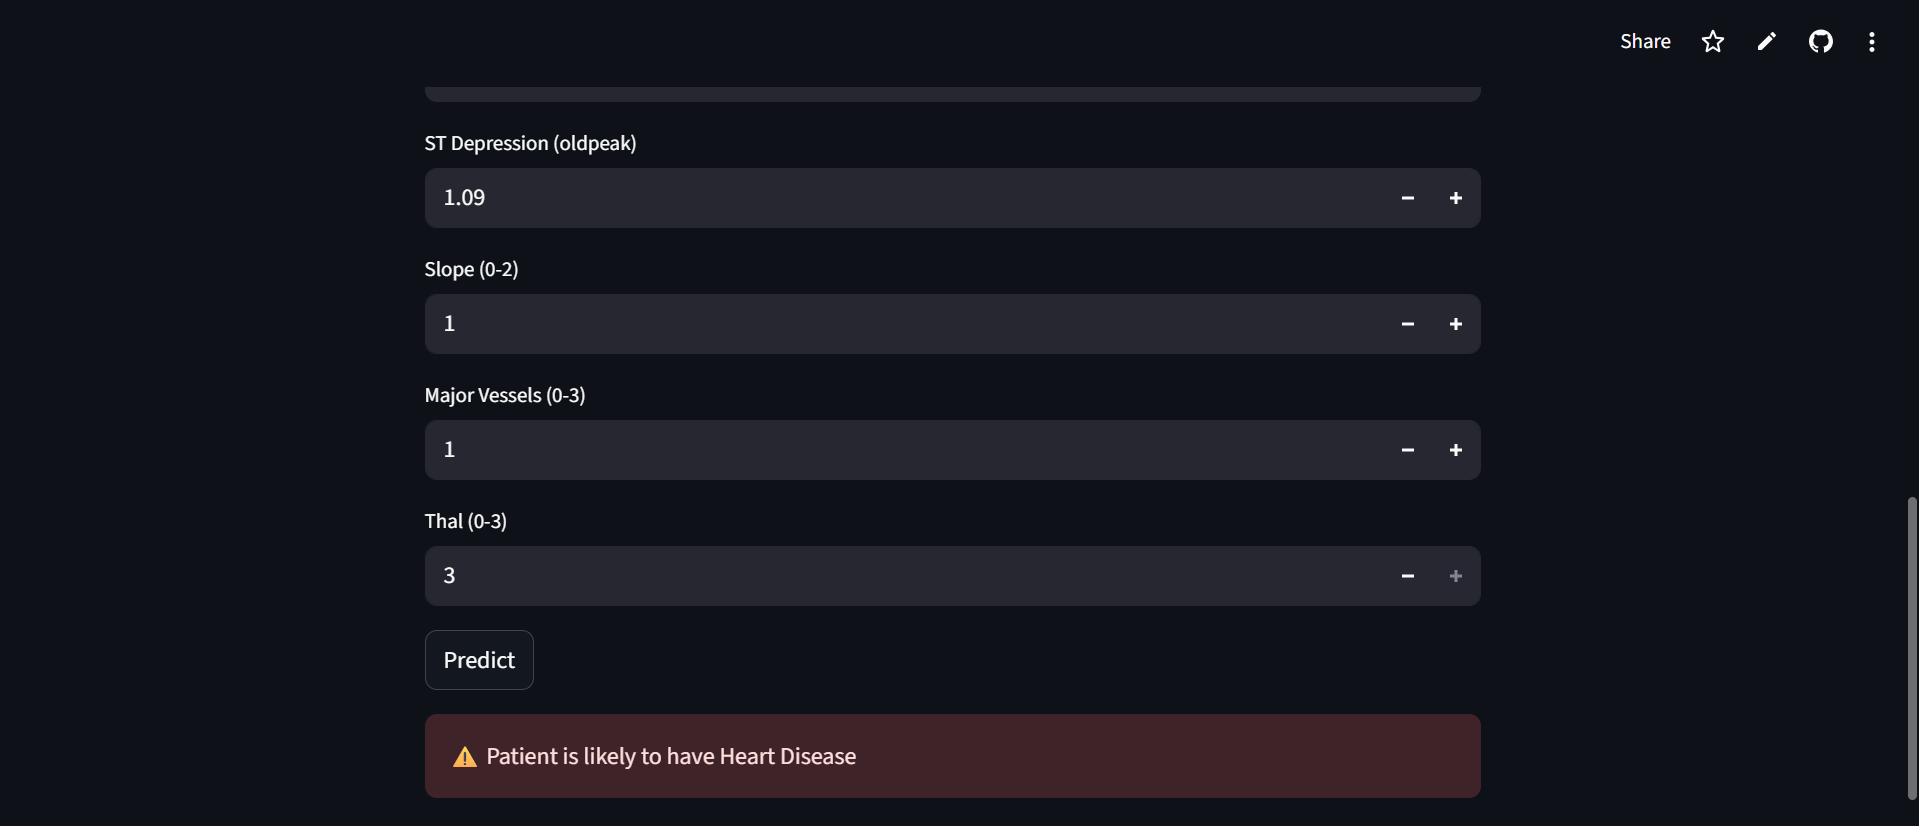 Share
ST Depression (oldpeak)
1.09
Slope (0-2)
1
Major Vessels (0-3)
1
Thal (0-3)
3
Predict
Patient is likely to have Heart Disease